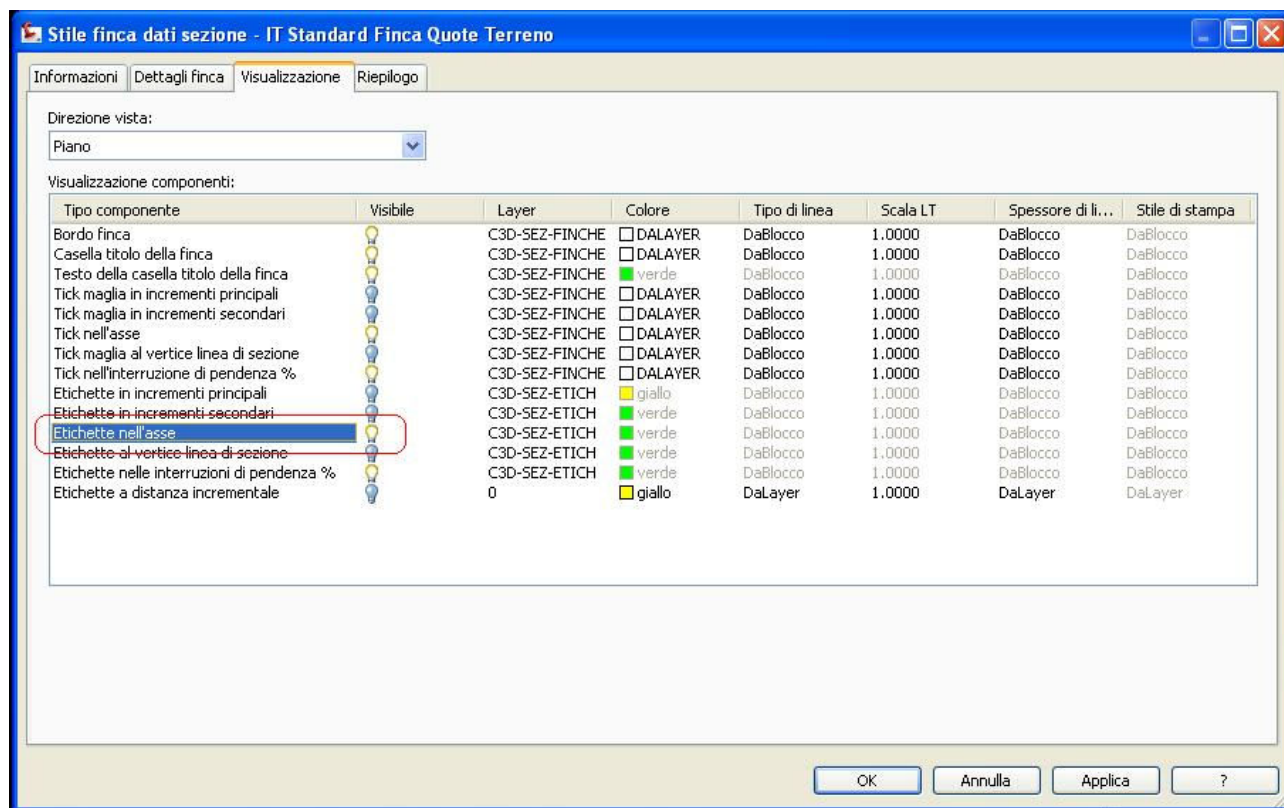 Stile finca dati sezione - IT Standard Finca Quote Terreno
Informazioni Dettagli finca Visualizzazione Riepilogo
Direzione vista:
Piano
Visualizzazione componenti:
Tipo componente Visibile Layer Colore Tipo di linea Scala LT Spessore di li... Stile di stampa
Bordo finca C3D-SEZ-FINCHE DALAYER DaBlocco 1.0000 DaBlocco DaBlocco
Casella titolo della finca C3D-SEZ-FINCHE DALAYER DaBlocco 1.0000 DaBlocco DaBlocco
Testo della casella titolo della finca C3D-SEZ-FINCHE verde DaBlocco 1.0000 DaBlocco DaBlocco
Tick maglia in incrementi principali C3D-SEZ-FINCHE DALAYER DaBlocco 1.0000 DaBlocco DaBlocco
Tick maglia in incrementi secondari C3D-SEZ-FINCHE DALAYER DaBlocco 1.0000 DaBlocco DaBlocco
Tick nell'asse C3D-SEZ-FINCHE DALAYER DaBlocco 1.0000 DaBlocco DaBlocco
Tick maglia al vertice linea di sezione C3D-SEZ-FINCHE DALAYER DaBlocco 1.0000 DaBlocco DaBlocco
Tick nell'interruzione di pendenza % C3D-SEZ-FINCHE DALAYER DaBlocco 1.0000 DaBlocco DaBlocco
Etichette in incrementi principali C3D-SEZ-ETICH giallo DaBlocco 1.0000 DaBlocco DaBlocco
Etichette in incrementi secondari C3D-SEZ-ETICH verde DaBlocco 1.0000 DaBlocco DaBlocco
Etichette nell'asse C3D-SEZ-ETICH verde DaBlocco 1.0000 DaBlocco DaBlocco
Etichette al vertice linea di sezione C3D-SEZ-ETICH verde DaBlocco 1.0000 DaBlocco DaBlocco
Etichette nelle interruzioni di pendenza % C3D-SEZ-ETICH verde DaBlocco 1.0000 DaBlocco DaBlocco
Etichette a distanza incrementale 0 giallo DaLayer 1.0000 DaLayer DaLayer
OK Annulla Applica ?